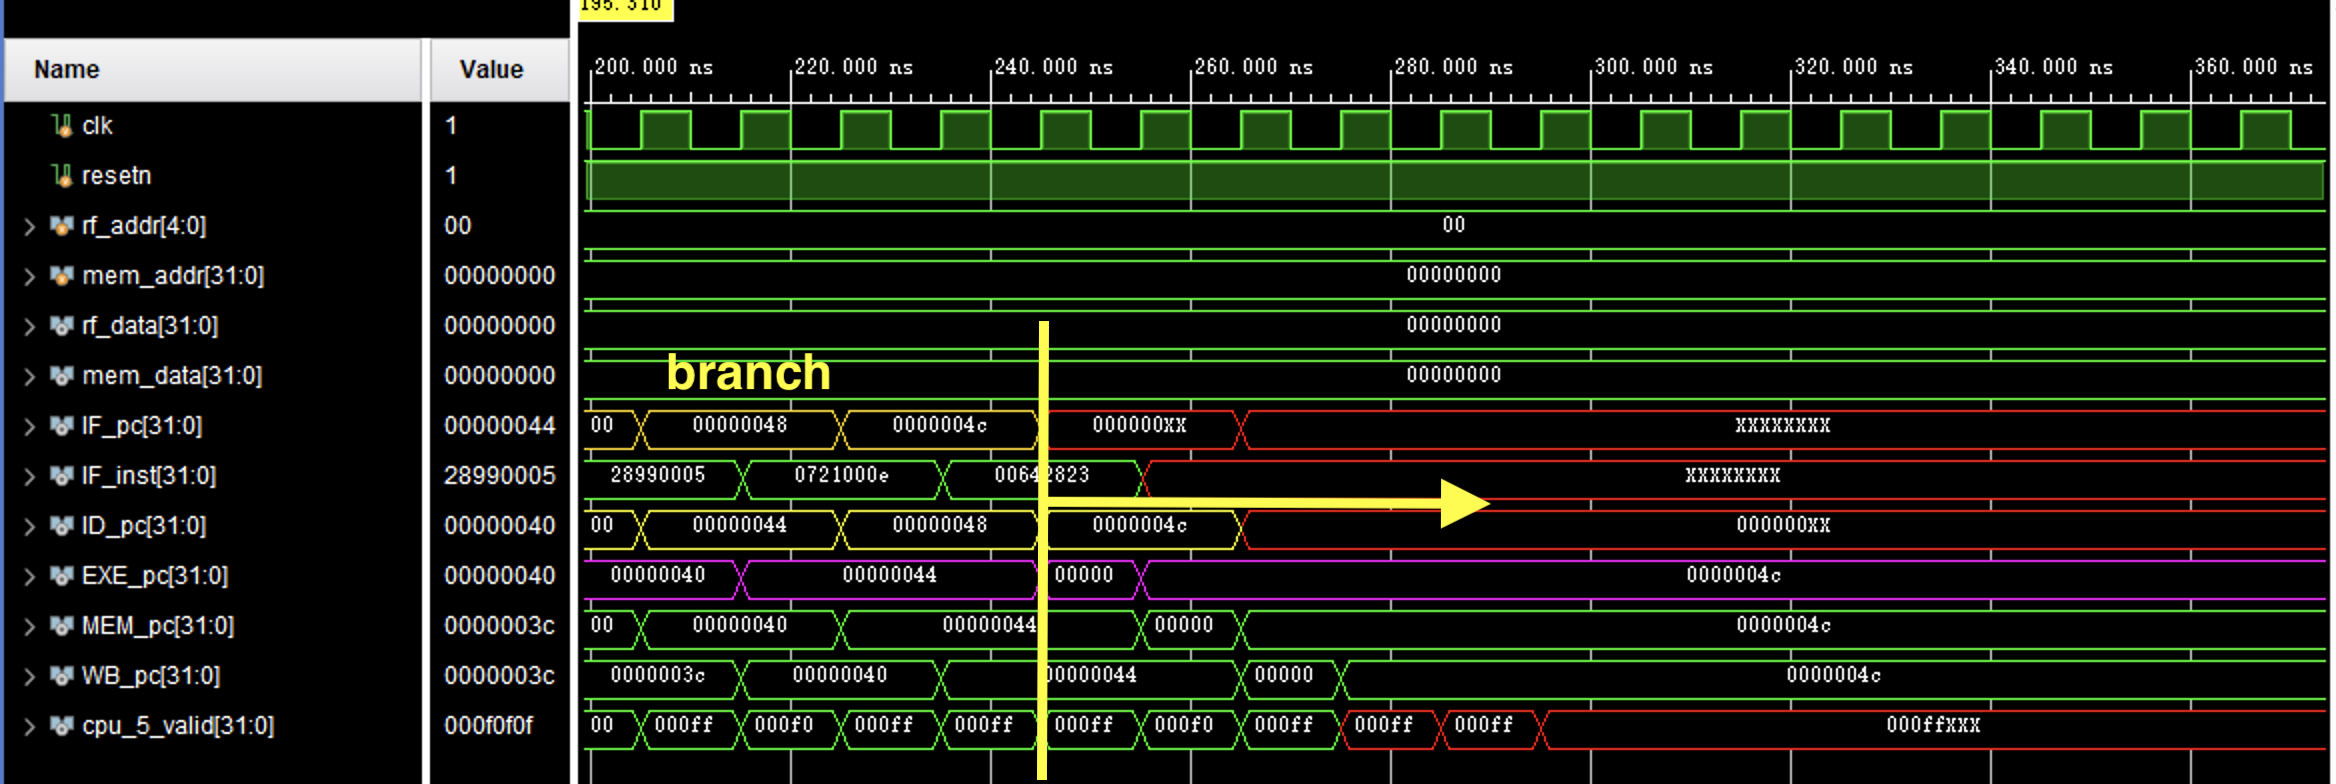 195.310
Name Value 200.000 ns 220.000 ns 240.000 ns 260.000 ns 280.000 ns 300.000 ns 320.000 ns 340.000 ns 360.000 ns
clk 1
resetn 1
rf_addr[4:0] 00 00
mem_addr[31:0] 00000000 00000000
rf_data[31:0] 00000000 00000000
branch
mem_data[31:0] 00000000 00000000
IF_pc[31:0] 00000044 00 00000048 0000004c 000000XX XXXXXXXX
IF_inst[31:0] 28990005 28990005 0721000e 00642823 XXXXXXXX
ID_pc[31:0] 00000040 00 00000044 00000048 0000004c 000000XX
EXE_pc[31:0] 00000040 00000040 00000044 00000 0000004c
MEM_pc[31:0] 0000003c 00 00000040 00000044 00000 0000004c
WB_pc[31:0] 0000003c 0000003c 00000040 00000044 00000 0000004c
cpu_5_valid[31:0] 000f0f0f 00 000ff 000f0 000ff 000ff 000ff 000f0 000ff 000ff 000ff 000ffXXX